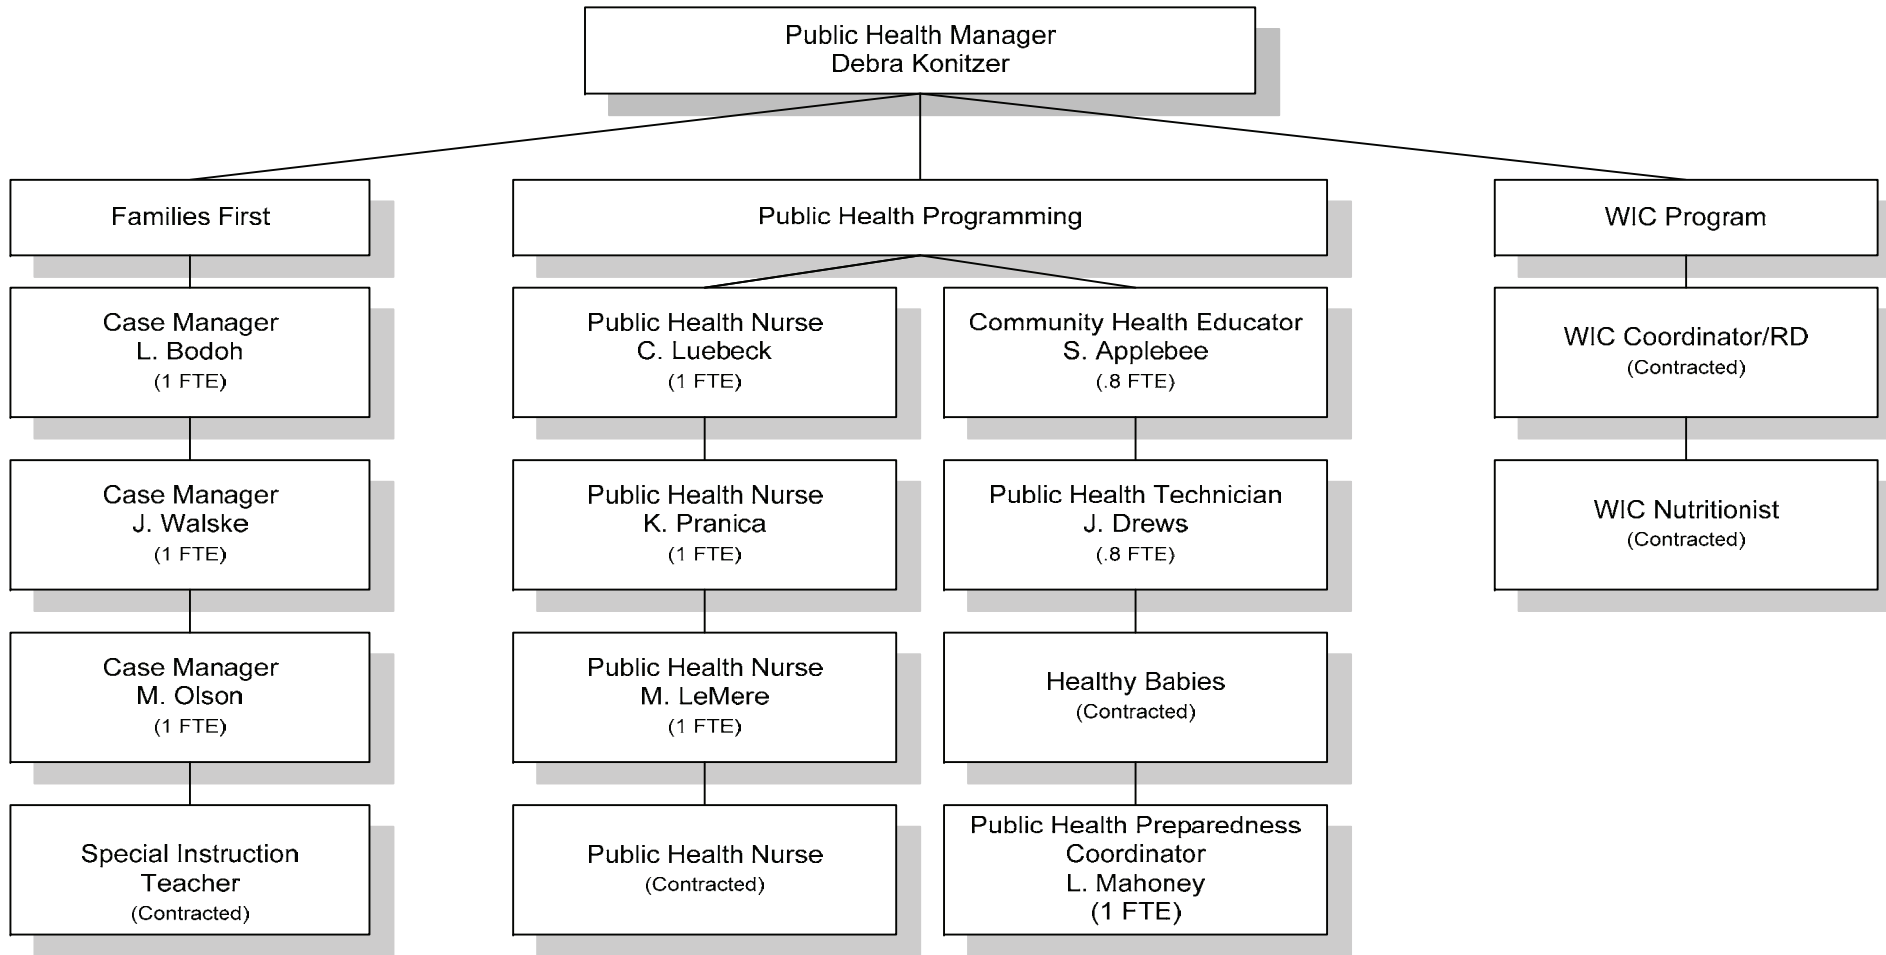 Public Health Manager
Debra Konitzer
Families First
Public Health Programming
WIC Program
Case Manager
L. Bodoh
(1 FTE)
Public Health Nurse
C. Luebeck
(1 FTE)
Community Health Educator
S. Applebee
(.8 FTE)
WIC Coordinator/RD
(Contracted)
Case Manager
J. Walske
(1 FTE)
Public Health Nurse
K. Pranica
(1 FTE)
Public Health Technician
J. Drews
(.8 FTE)
WIC Nutritionist
(Contracted)
Case Manager
M. Olson
(1 FTE)
Public Health Nurse
M. LeMere
(1 FTE)
Healthy Babies
(Contracted)
Special Instruction
Teacher
(Contracted)
Public Health Nurse
(Contracted)
Public Health Preparedness
Coordinator
L. Mahoney
(1 FTE)